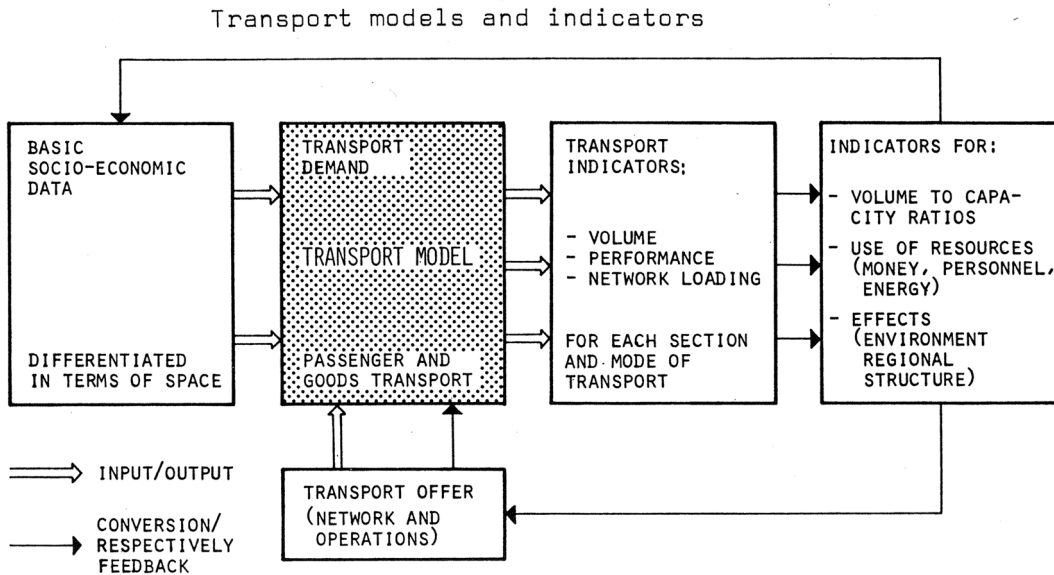 Transport models and indicators
BASIC
SOCIO-ECONOMIC
DATA
DIFFERENTIATED
IN TERMS OF SPACE
TRANSPORT
DEMAND
TRANSPORT MODEL
PASSENGER AND
GOODS TRANSPORT
TRANSPORT
INDICATORS:
- VOLUME
- PERFORMANCE
- NETWORK LOADING
FOR EACH SECTION
AND MODE OF
TRANSPORT
INDICATORS FOR:
- VOLUME TO CAPA-
CITY RATIOS
- USE OF RESOURCES
(MONEY, PERSONNEL,
ENERGY)
- EFFECTS
(ENVIRONMENT
REGIONAL
STRUCTURE)
TRANSPORT OFFER
(NETWORK AND
OPERATIONS)
INPUT/OUTPUT
CONVERSION/
RESPECTIVELY
FEEDBACK